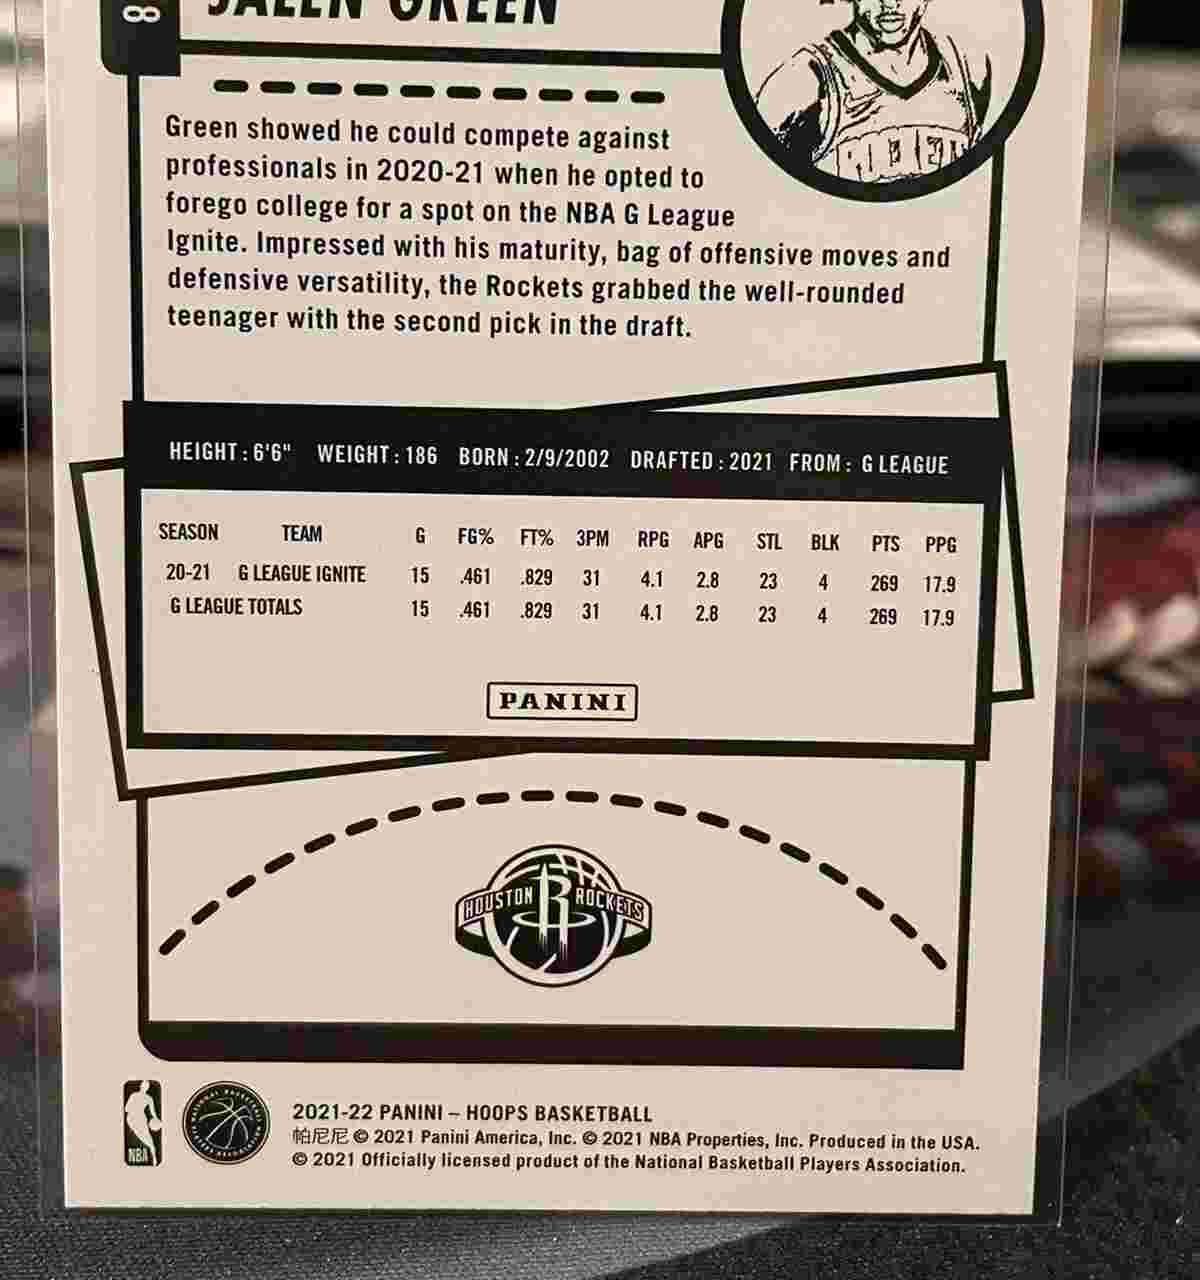 8
JALEN GREEN
Green showed he could compete against
professionals in 2020-21 when he opted to
forego college for a spot on the NBA G League
Ignite. Impressed with his maturity, bag of offensive moves and
defensive versatility, the Rockets grabbed the well-rounded
teenager with the second pick in the draft.
HEIGHT: 6'6" WEIGHT: 186 BORN: 2/9/2002 DRAFTED: 2021 FROM: G LEAGUE
SEASON TEAM G FG% FT% 3PM RPG APG STL BLK PTS PPG
20-21 G LEAGUE IGNITE 15 .461 .829 31 4.1 2.8 23 4 269 17.9
G LEAGUE TOTALS 15 .461 .829 31 4.1 2.8 23 4 269 17.9
PANINI
HOUSTON R ROCKETS
NBA
2021-22 PANINI – HOOPS BASKETBALL
帕尼尼 © 2021 Panini America, Inc. © 2021 NBA Properties, Inc. Produced in the USA.
© 2021 Officially licensed product of the National Basketball Players Association.